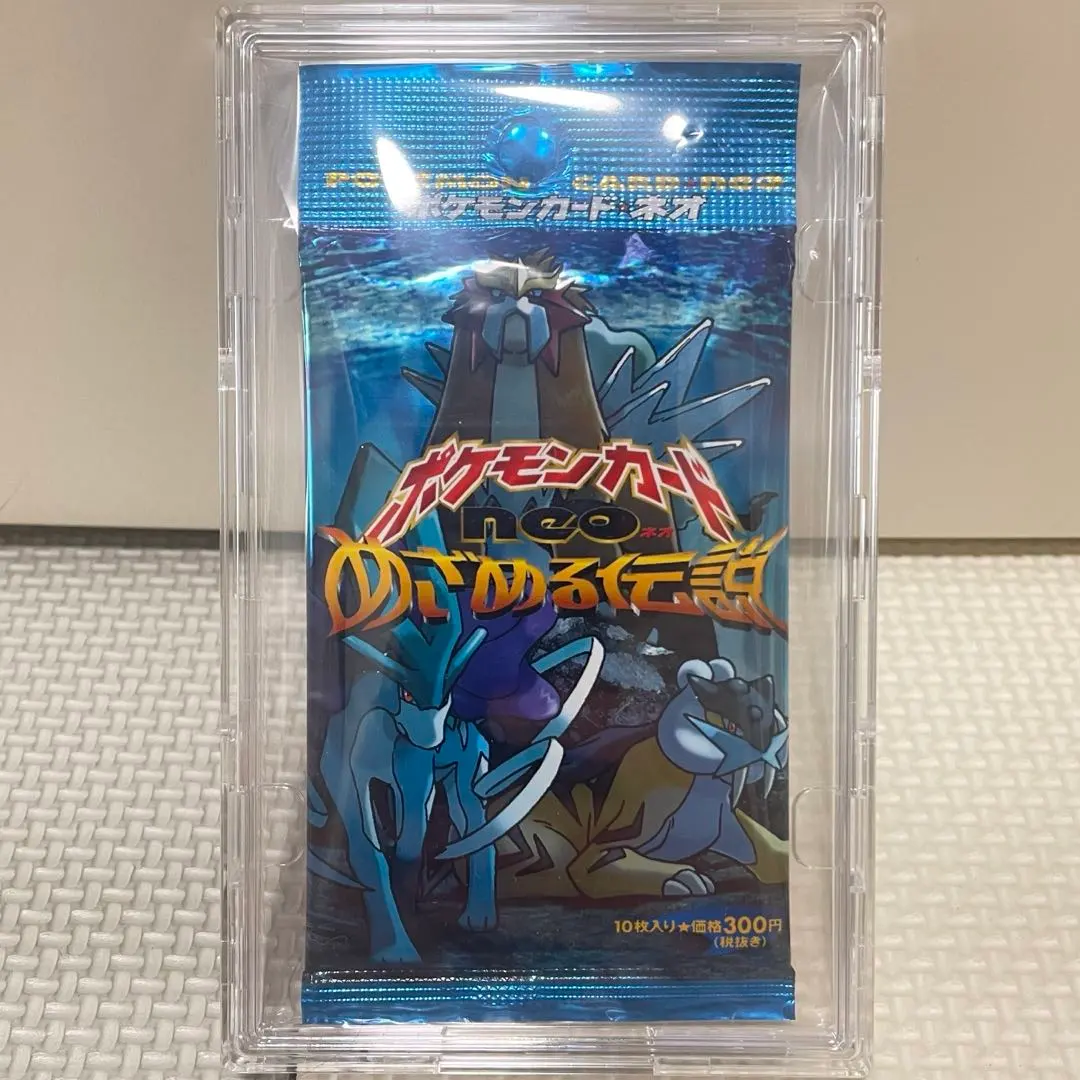 POKÉMON CARD★neo
ポケモンカード★ネオ
ポケモンカード
neo ネオ
めざめる伝説
10枚入り★価格300円
(税抜き)